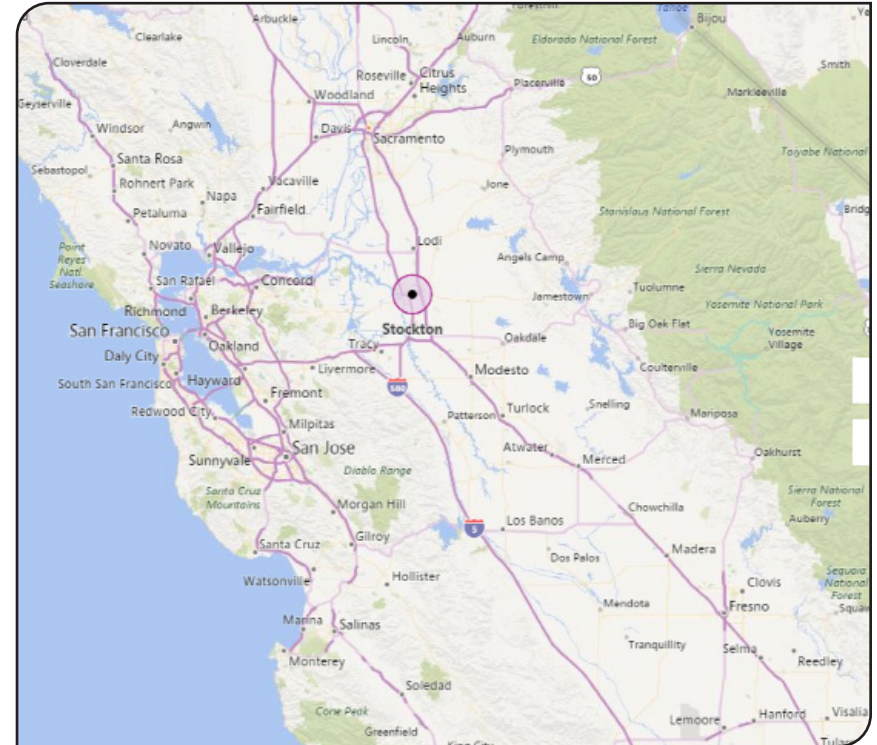 Foresthill
Tahoe
Bijou
Arbuckle
Clearlake
Lincoln
Auburn
Eldorado National Forest
Cloverdale
Roseville
Citrus
Heights
Placerville
50
Smith
Woodland
Markleeville
Geyserville
Windsor
Angwin
Davis
Sacramento
Toiyabe National
Santa Rosa
Plymouth
Sebastopol
Rohnert Park
Vacaville
Ione
Napa
Petaluma
Fairfield
Stanislaus National Forest
Bridg
Novato
Vallejo
Lodi
Point
Reyes
Natl
Seashore
Angels Camp
Sierra Nevada
San Rafael
Concord
Tuolumne
Jamestown
Yosemite National Park
Richmond
Berkeley
San Francisco
Stockton
Big Oak Flat
Yosemite
Village
Oakland
Tracy
Oakdale
Daly City
Livermore
Modesto
Coulterville
South San Francisco
Hayward
580
Fremont
Redwood City
Patterson
Turlock
Snelling
Mariposa
Milpitas
San Jose
Atwater
Merced
Oakhurst
Sunnyvale
Diablo Range
Santa Cruz
Mountains
Sierra National
Forest
Morgan Hill
Chowchilla
Auberry
5
Los Banos
Santa Cruz
Gilroy
Dos Palos
Madera
Watsonville
Hollister
Clovis
Sequoia
National
Forest
Mendota
Fresno
Squaw
Marina
Salinas
Tranquillity
Selma
Reedley
Monterey
Soledad
Cone Peak
Lemoore
Hanford
Visalia
Greenfield
King City
Tulare